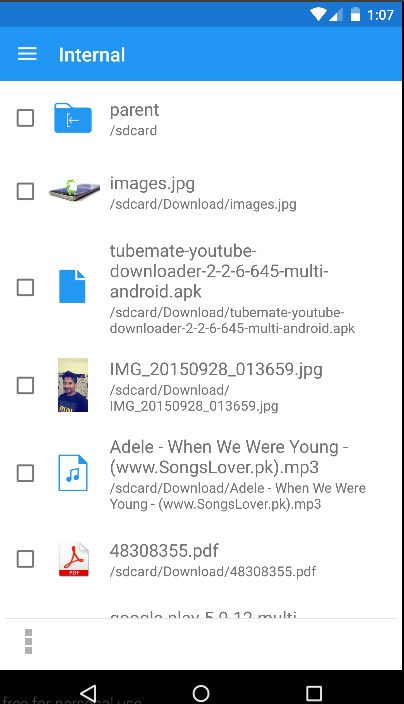 1:07
Internal
parent
/sdcard
images.jpg
/sdcard/Download/images.jpg
tubemate-youtube-
downloader-2-2-6-645-multi-
android.apk
/sdcard/Download/tubemate-youtube-
downloader-2-2-6-645-multi-android.apk
IMG_20150928_013659.jpg
/sdcard/Download/
IMG_20150928_013659.jpg
Adele - When We Were Young -
(www.SongsLover.pk).mp3
/sdcard/Download/Adele - When We Were
Young - (www.SongsLover.pk).mp3
PDF
48308355.pdf
/sdcard/Download/48308355.pdf
google-play-5.9.12-multi-
free for personal use